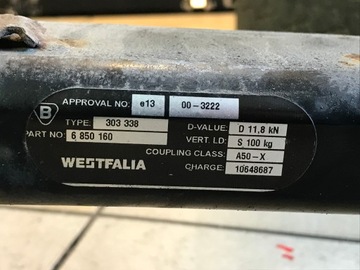 B
APPROVAL NO: e13 00-3222
TYPE: 303 338 D-VALUE: D 11,8 kN
PART NO: 6 850 160 VERT. LD: S 100 kg
COUPLING CLASS: A50-X
WESTFALIA CHARGE: 10648687